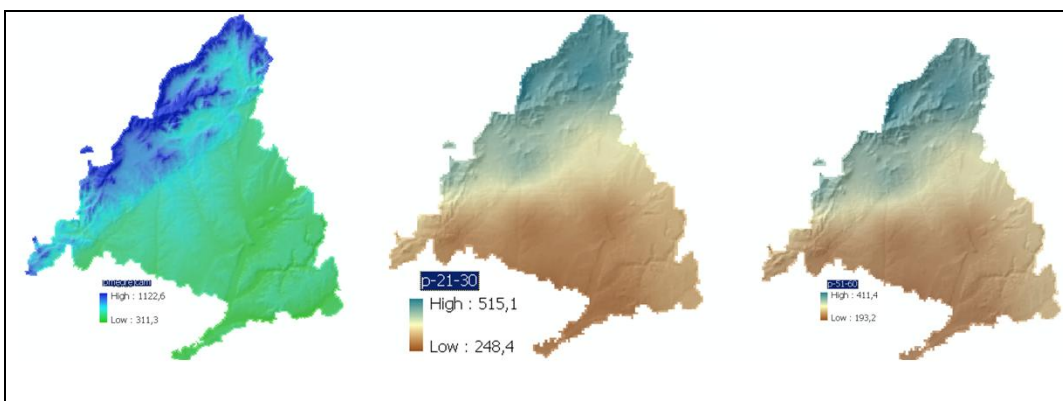 High : 1122,6
Low : 311,3
p-21-30
High : 515,1
Low : 248,4
p-51-60
High : 411,4
Low : 193,2